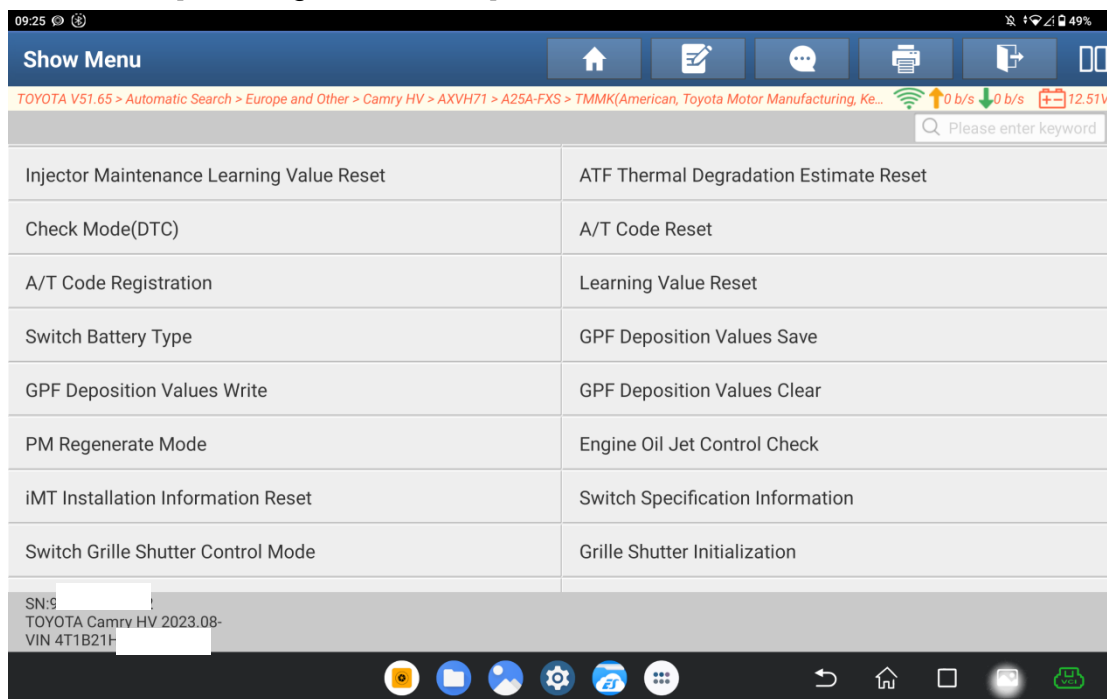 09:25 49%
Show Menu
TOYOTA V51.65 > Automatic Search > Europe and Other > Camry HV > AXVH71 > A25A-FXS > TMMK(American, Toyota Motor Manufacturing, Ke... 0 b/s 0 b/s 12.51V
Please enter keyword
Injector Maintenance Learning Value Reset
ATF Thermal Degradation Estimate Reset
Check Mode(DTC)
A/T Code Reset
A/T Code Registration
Learning Value Reset
Switch Battery Type
GPF Deposition Values Save
GPF Deposition Values Write
GPF Deposition Values Clear
PM Regenerate Mode
Engine Oil Jet Control Check
iMT Installation Information Reset
Switch Specification Information
Switch Grille Shutter Control Mode
Grille Shutter Initialization
SN:9
TOYOTA Camry HV 2023.08-
VIN 4T1B21H
ES
VCI